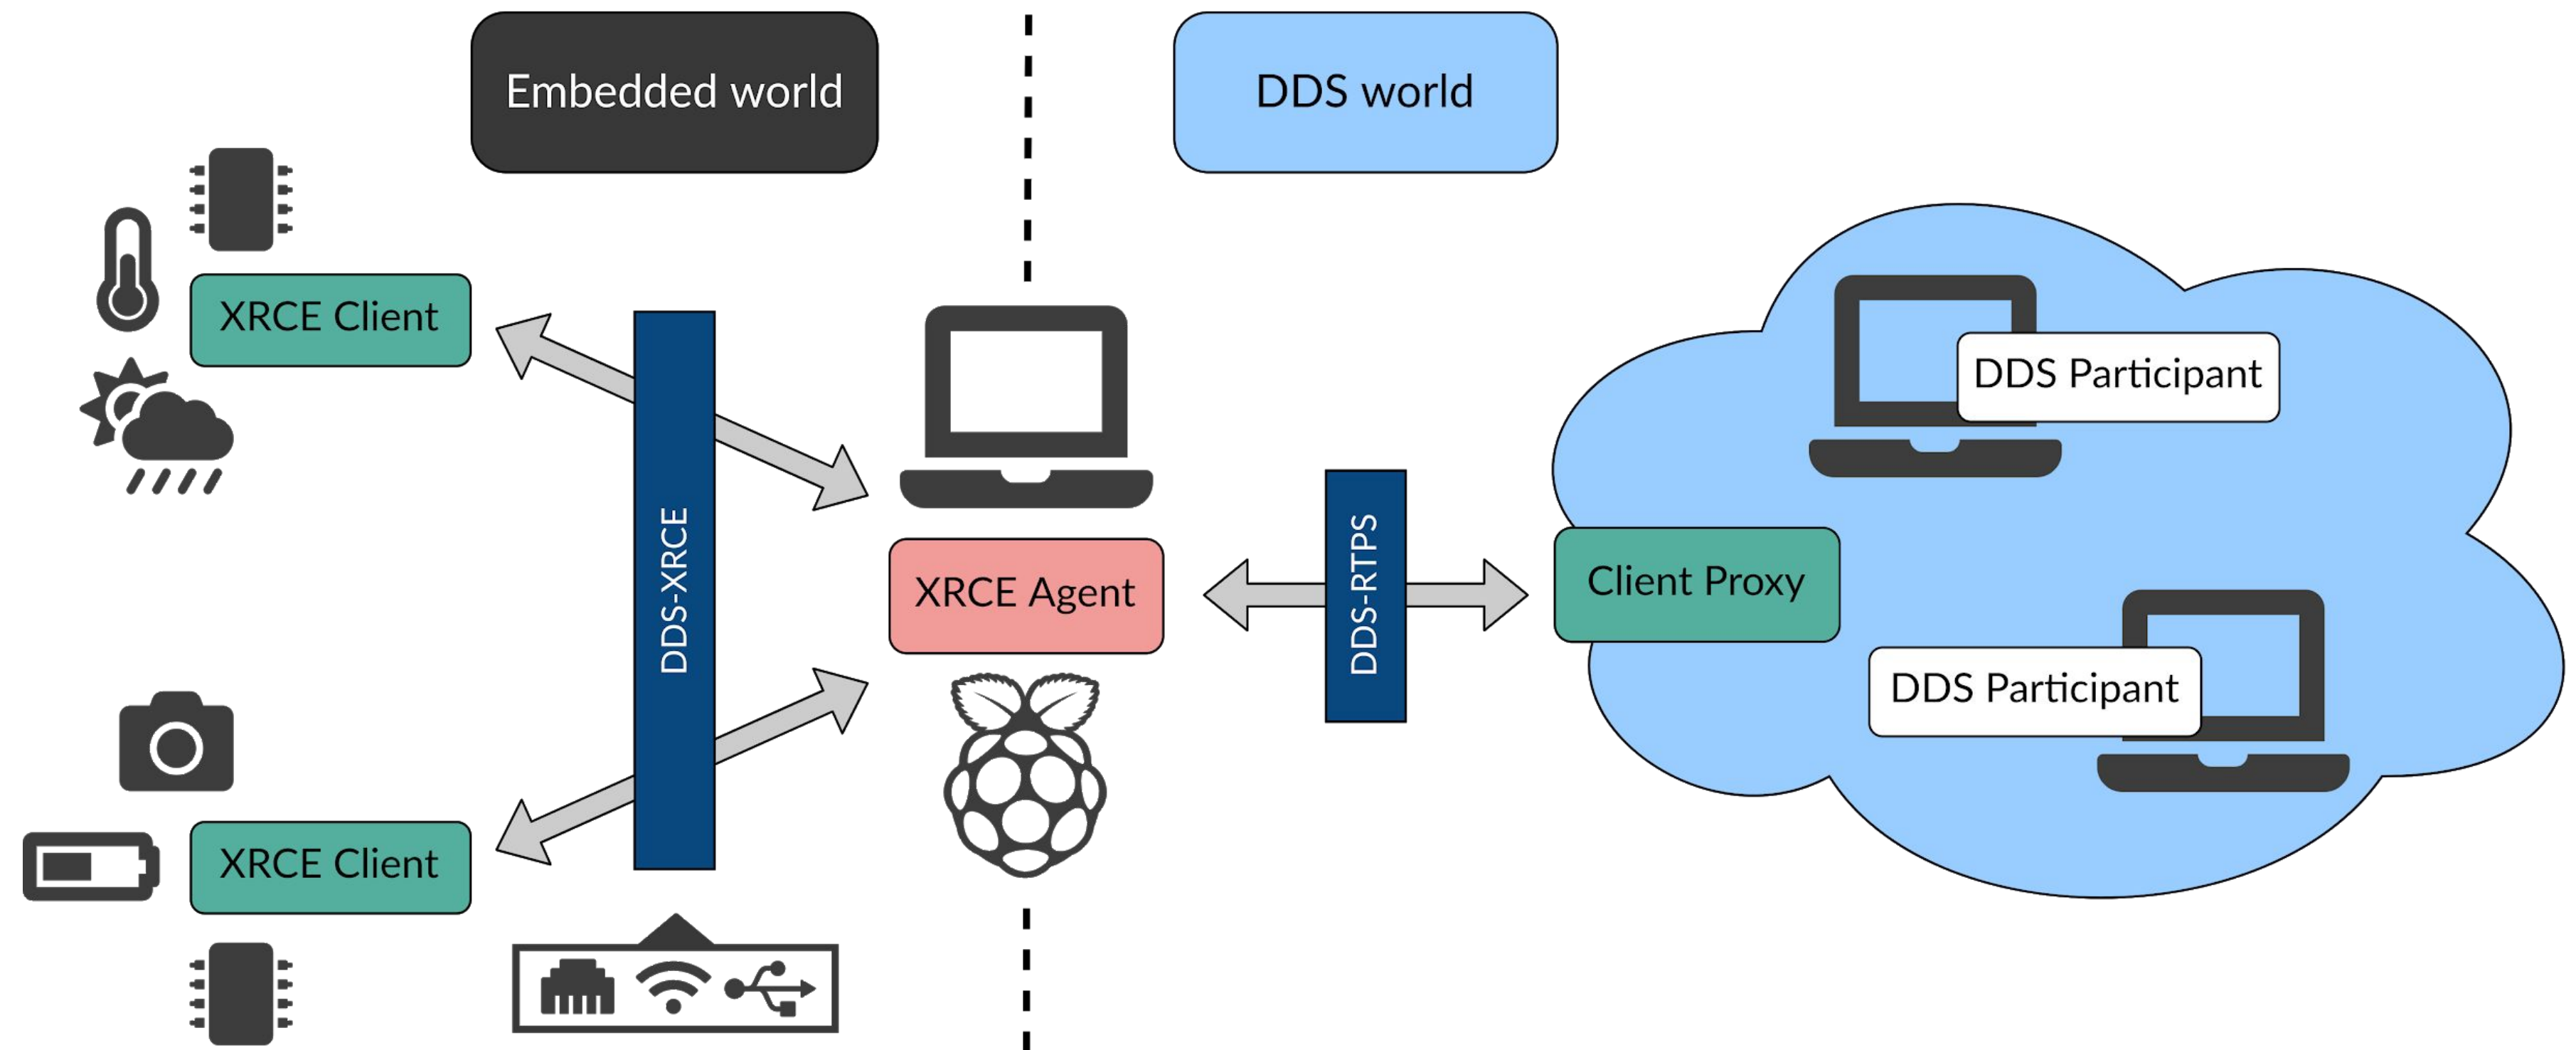 Embedded world
DDS world
XRCE Client
DDS Participant
DDS-XRCE
XRCE Agent
DDS-RTPS
Client Proxy
DDS Participant
XRCE Client